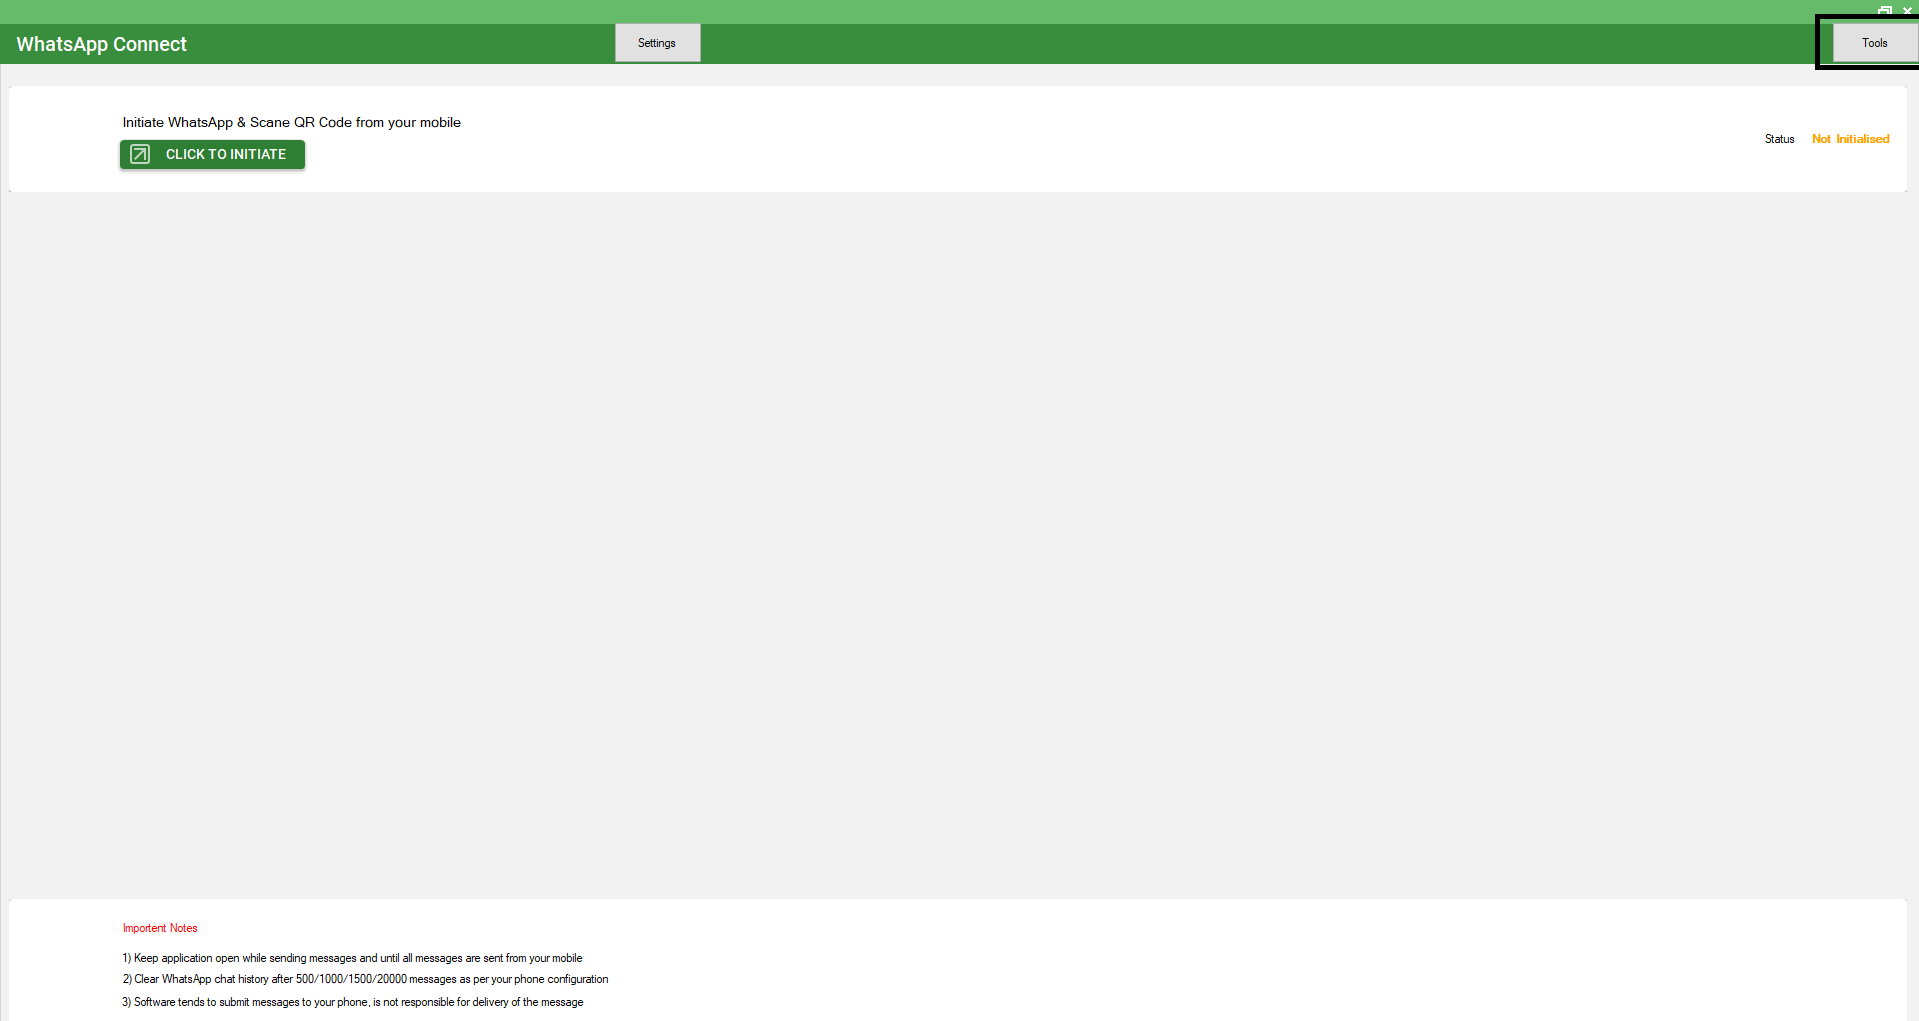 WhatsApp Connect
Settings
Tools
Initiate WhatsApp & Scane QR Code from your mobile
CLICK TO INITIATE
Status Not Initialised
Importent Notes
1) Keep application open while sending messages and until all messages are sent from your mobile
2) Clear WhatsApp chat history after 500/1000/1500/20000 messages as per your phone configuration
3) Software tends to submit messages to your phone, is not responsible for delivery of the message